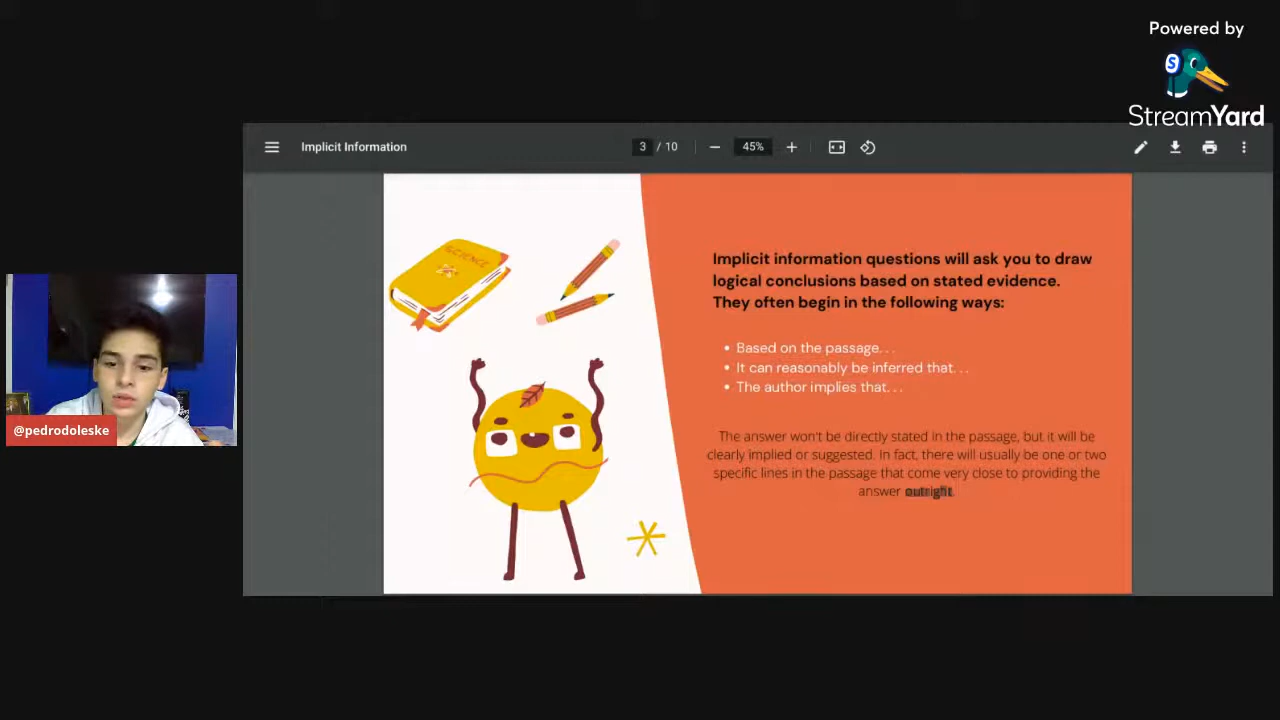 Powered by
S
StreamYard
Implicit Information
3 / 10
45%
SCIENCE
Implicit information questions will ask you to draw
logical conclusions based on stated evidence.
They often begin in the following ways:
• Based on the passage. . .
• It can reasonably be inferred that. . .
• The author implies that. . .
The answer won't be directly stated in the passage, but it will be
clearly implied or suggested. In fact, there will usually be one or two
specific lines in the passage that come very close to providing the
answer outright.
@pedrodoleske